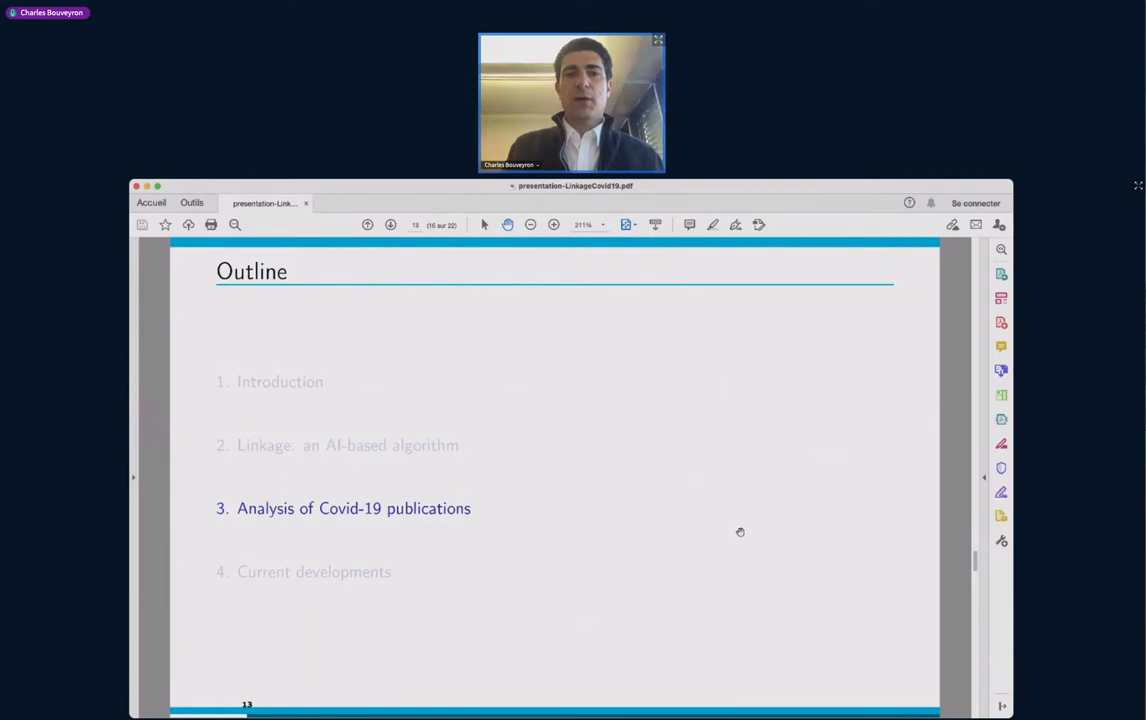 Charles Bouveyron
Charles Bouveyron
presentation-LinkageCovid19.pdf
Accueil Outils presentation-Link... × Se connecter
13 (16 sur 22) 211%
Outline
1. Introduction
2. Linkage: an AI-based algorithm
3. Analysis of Covid-19 publications
4. Current developments
13